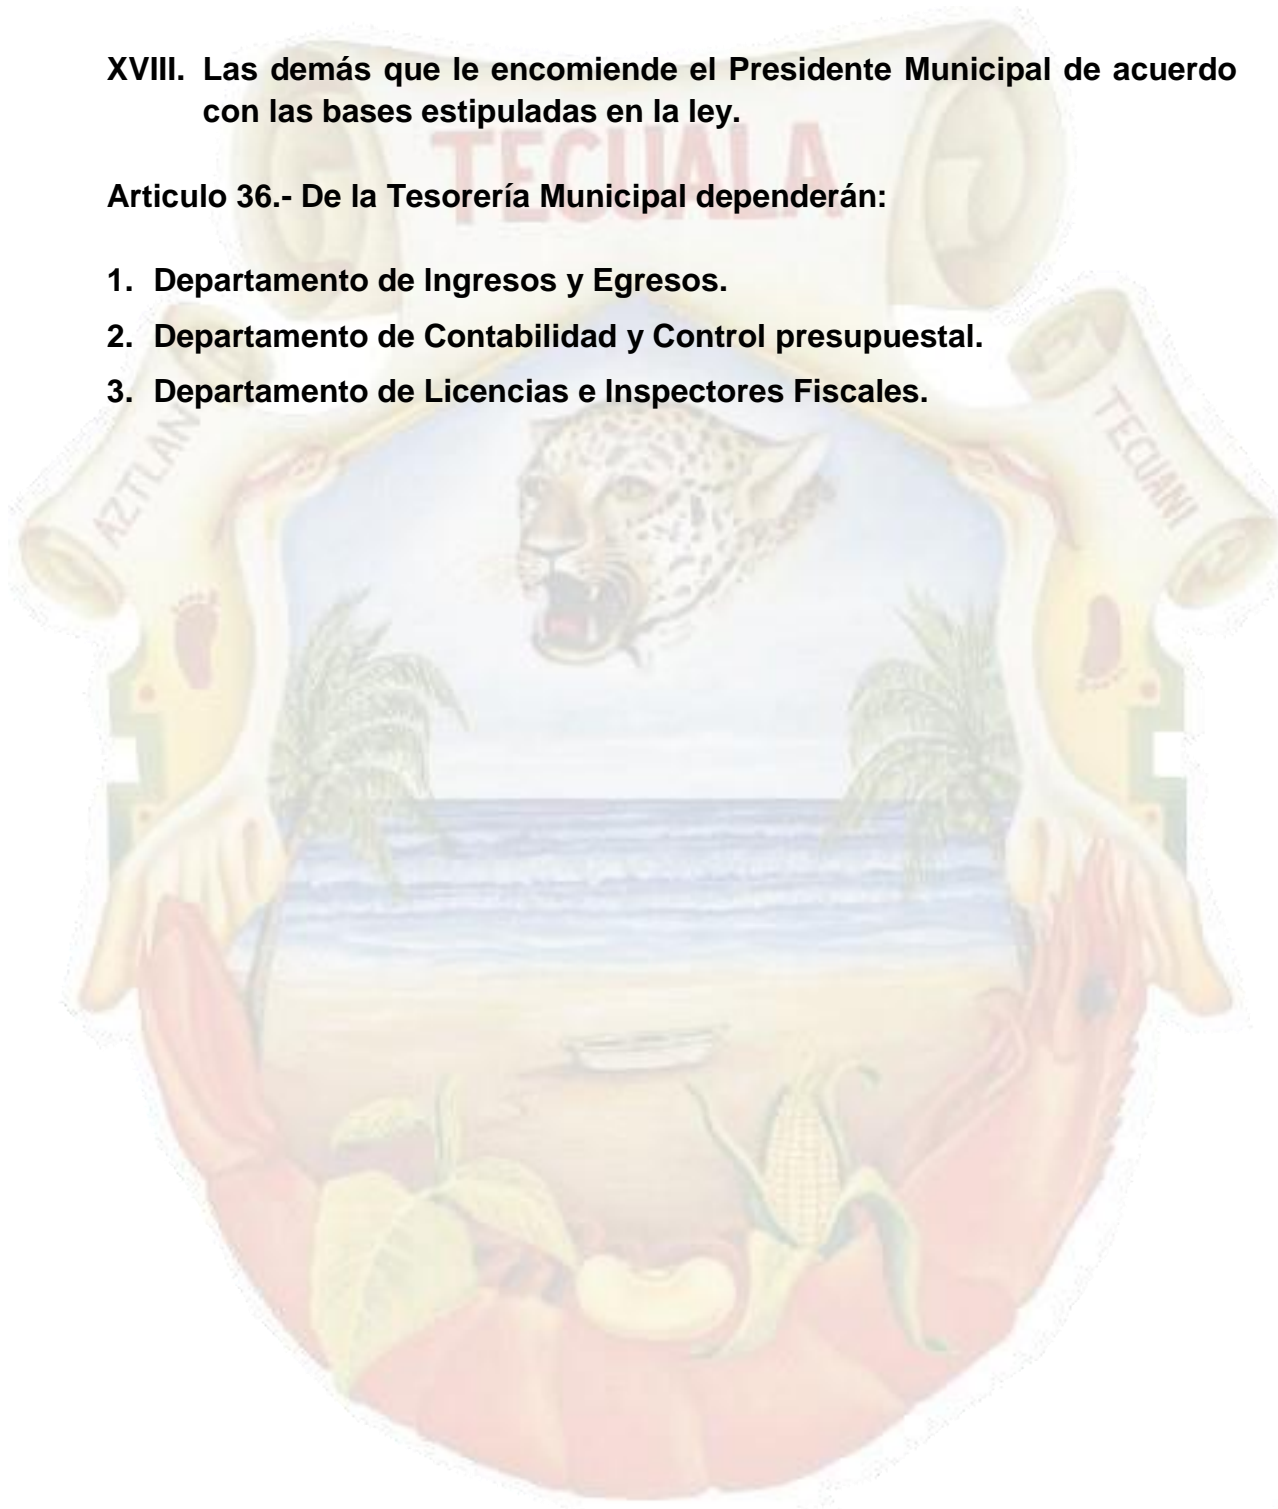 XVIII. Las demás que le encomiende el Presidente Municipal de acuerdo
con las bases estipuladas en la ley.
TECUALA
Articulo 36.- De la Tesorería Municipal dependerán:
1. Departamento de Ingresos y Egresos.
2. Departamento de Contabilidad y Control presupuestal.
3. Departamento de Licencias e Inspectores Fiscales.
AZTLAN
TECUANI